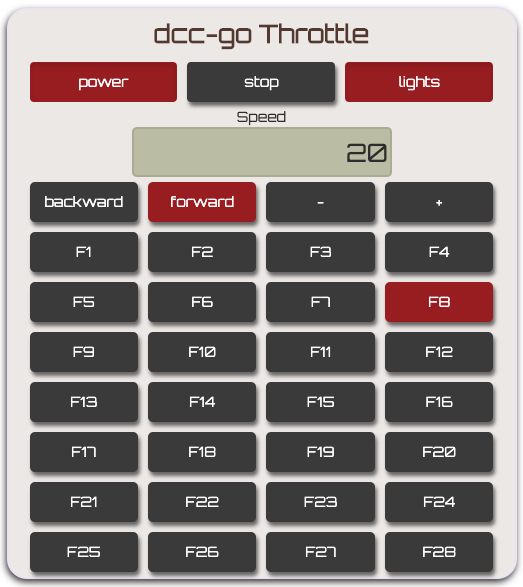 dcc-go Throttle
power stop lights
Speed
20
backward forward - +
F1 F2 F3 F4
F5 F6 F7 F8
F9 F10 F11 F12
F13 F14 F15 F16
F17 F18 F19 F20
F21 F22 F23 F24
F25 F26 F27 F28